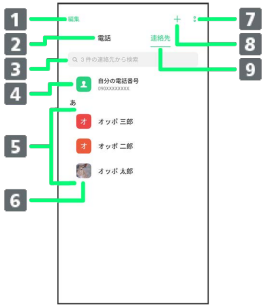 編集
電話
連絡先
3 件の連絡先から検索
自分の電話番号
090XXXXXXXX
あ
オ
オッポ 三郎
オ
オッポ 二郎
オッポ 太郎
1
2
3
4
5
6
7
8
9